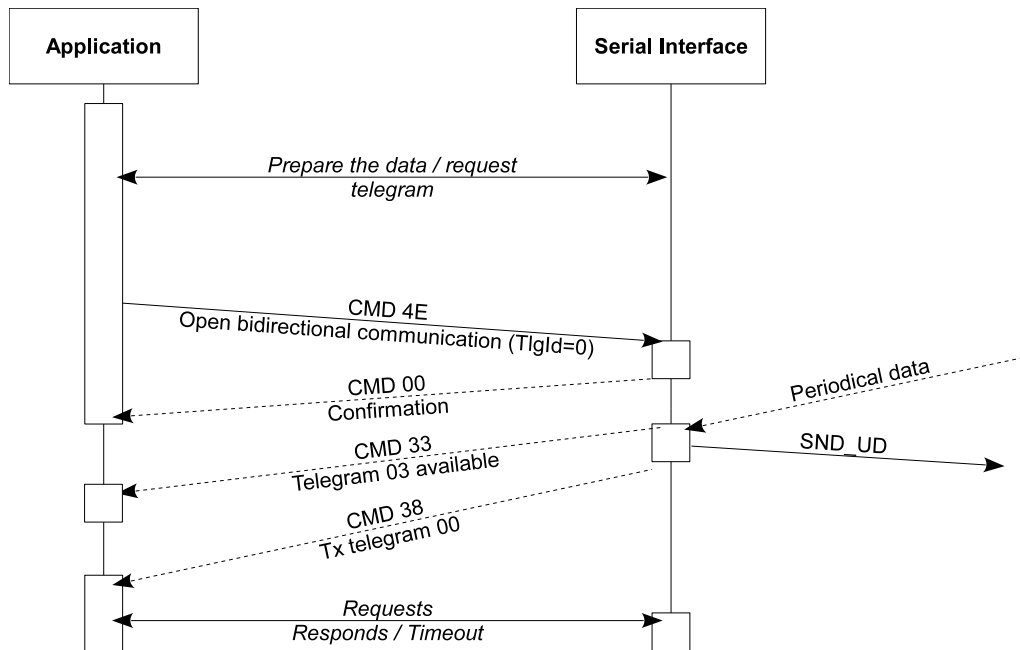 Application
Serial Interface
Prepare the data / request
telegram
CMD 4E
Open bidirectional communication (TlgId=0)
CMD 00
Confirmation
Periodical data
SND_UD
CMD 33
Telegram 03 available
CMD 38
Tx telegram 00
Requests
Responds / Timeout